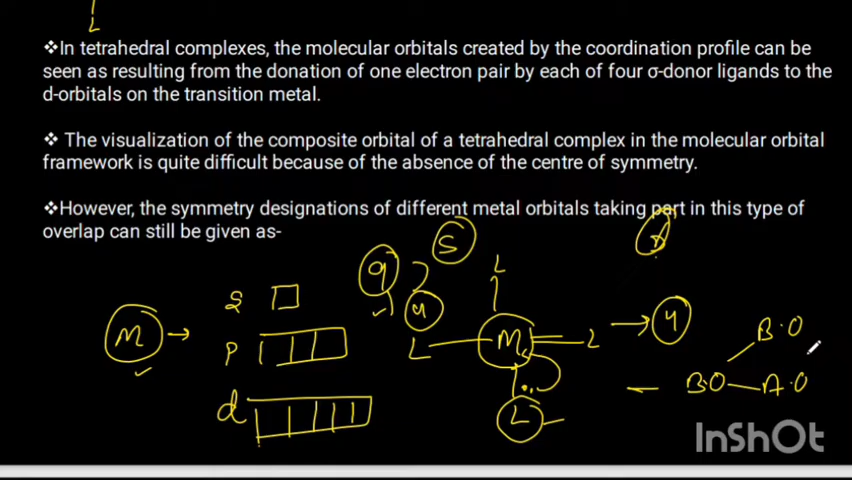 L
❖In tetrahedral complexes, the molecular orbitals created by the coordination profile can be
seen as resulting from the donation of one electron pair by each of four σ-donor ligands to the
d-orbitals on the transition metal.
❖ The visualization of the composite orbital of a tetrahedral complex in the molecular orbital
framework is quite difficult because of the absence of the centre of symmetry.
❖However, the symmetry designations of different metal orbitals taking part in this type of
overlap can still be given as-
9 5
M → s
4
L
L M L → 4
p
B.O
B.O A.O
d
L
InShOt